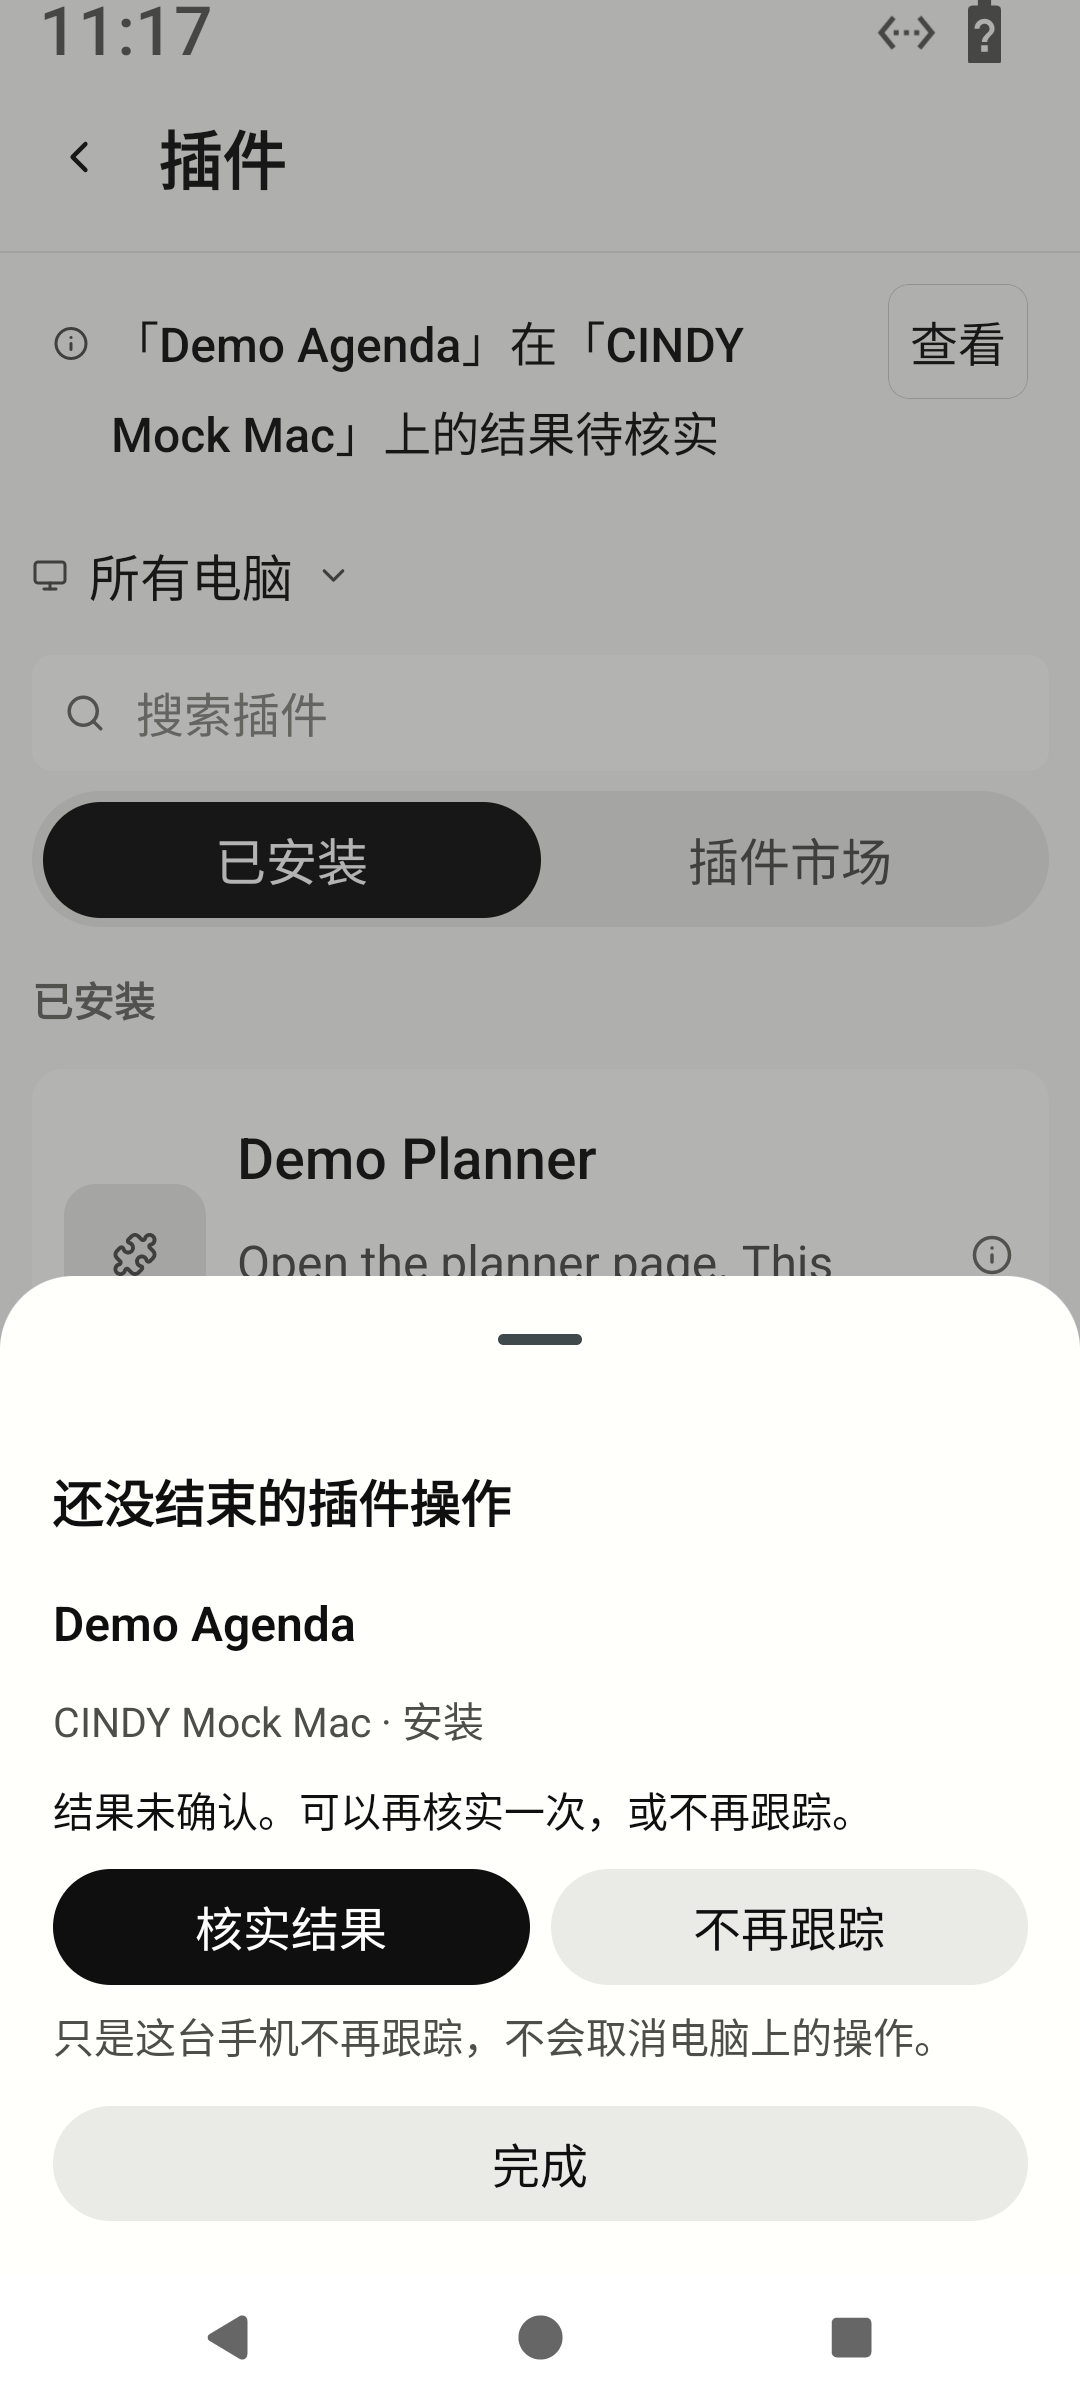 11:17
插件
「Demo Agenda」在「CINDY
Mock Mac」上的结果待核实
查看
所有电脑
搜索插件
已安装
插件市场
已安装
Demo Planner
Open the planner page. This
还没结束的插件操作
Demo Agenda
CINDY Mock Mac · 安装
结果未确认。可以再核实一次，或不再跟踪。
核实结果
不再跟踪
只是这台手机不再跟踪，不会取消电脑上的操作。
完成